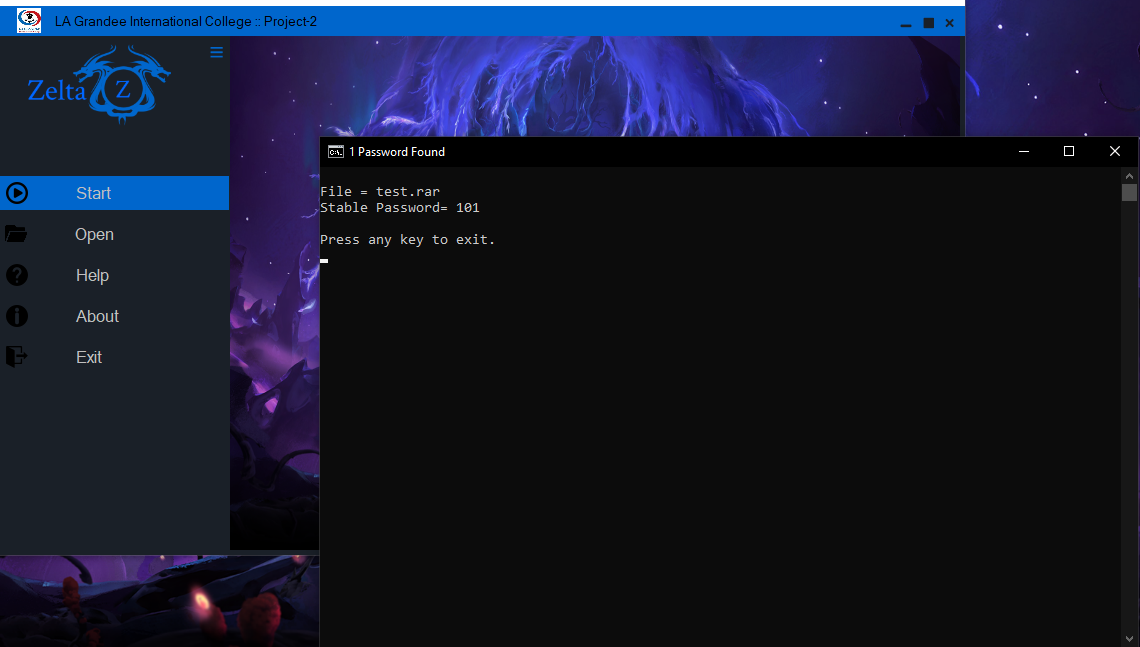 LA Grandee International College :: Project-2
Zelta Z
Start
Open
Help
About
Exit
C:\.
1 Password Found
File = test.rar
Stable Password= 101
Press any key to exit.